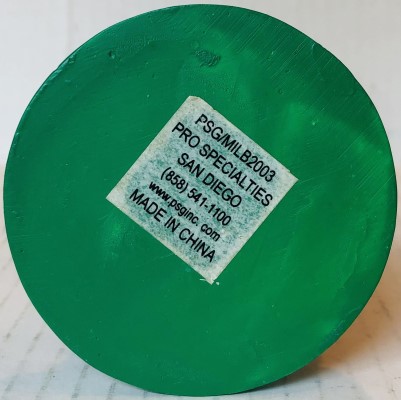 PSG/MILB2003
PRO SPECIALTIES
SAN DIEGO
(858) 541-1100
www.psginc.com
MADE IN CHINA